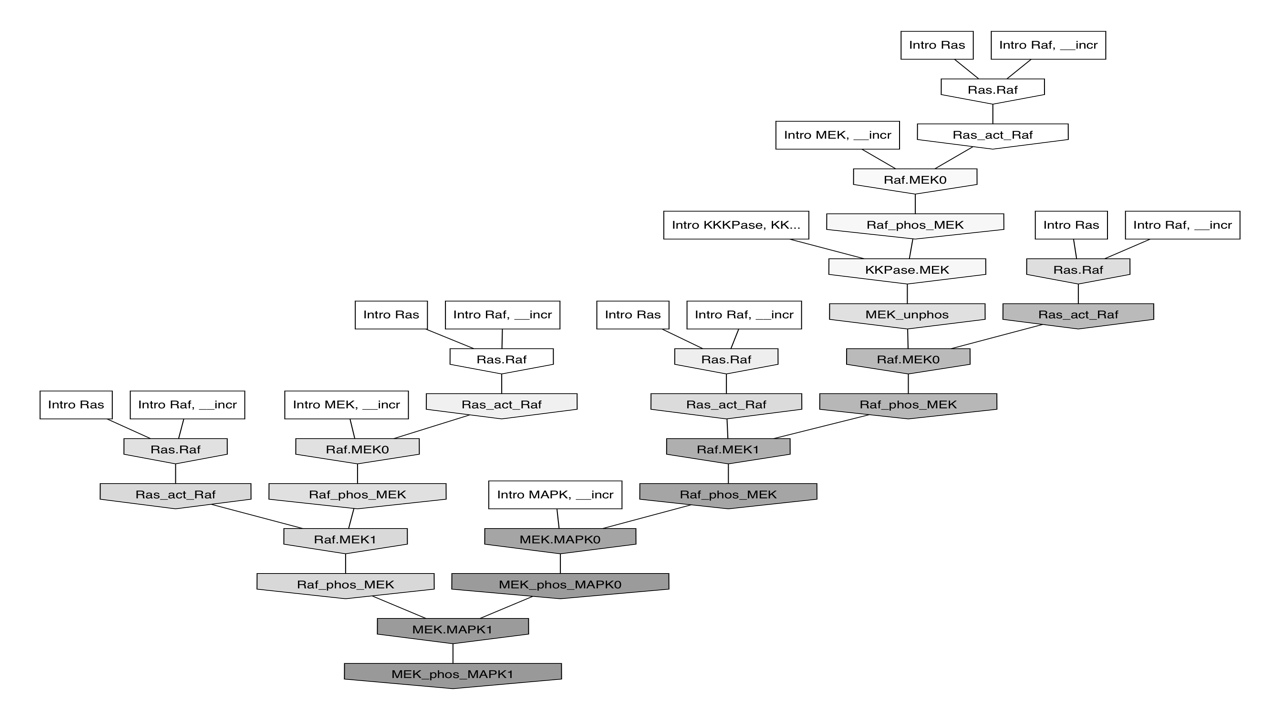 Intro Ras
Intro Raf, __incr
Ras.Raf
Intro MEK, __incr
Ras_act_Raf
Raf.MEK0
Intro KKKPase, KK...
Raf_phos_MEK
Intro Ras
Intro Raf, __incr
KKPase.MEK
Ras.Raf
Intro Ras
Intro Raf, __incr
Intro Ras
Intro Raf, __incr
MEK_unphos
Ras_act_Raf
Ras.Raf
Ras.Raf
Raf.MEK0
Intro Ras
Intro Raf, __incr
Intro MEK, __incr
Ras_act_Raf
Ras_act_Raf
Raf_phos_MEK
Ras.Raf
Raf.MEK0
Raf.MEK1
Ras_act_Raf
Raf_phos_MEK
Intro MAPK, __incr
Raf_phos_MEK
Raf.MEK1
MEK.MAPK0
Raf_phos_MEK
MEK_phos_MAPK0
MEK.MAPK1
MEK_phos_MAPK1